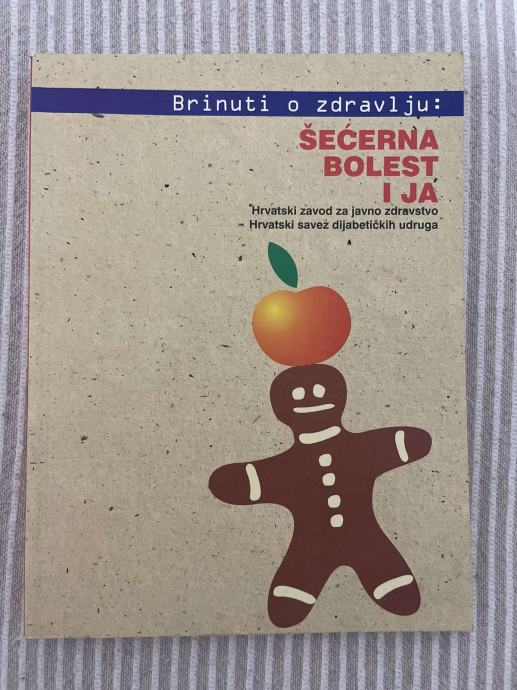 Brinuti o zdravlju:
ŠEĆERNA
BOLEST
I JA
Hrvatski zavod za javno zdravstvo
Hrvatski savez dijabetičkih udruga